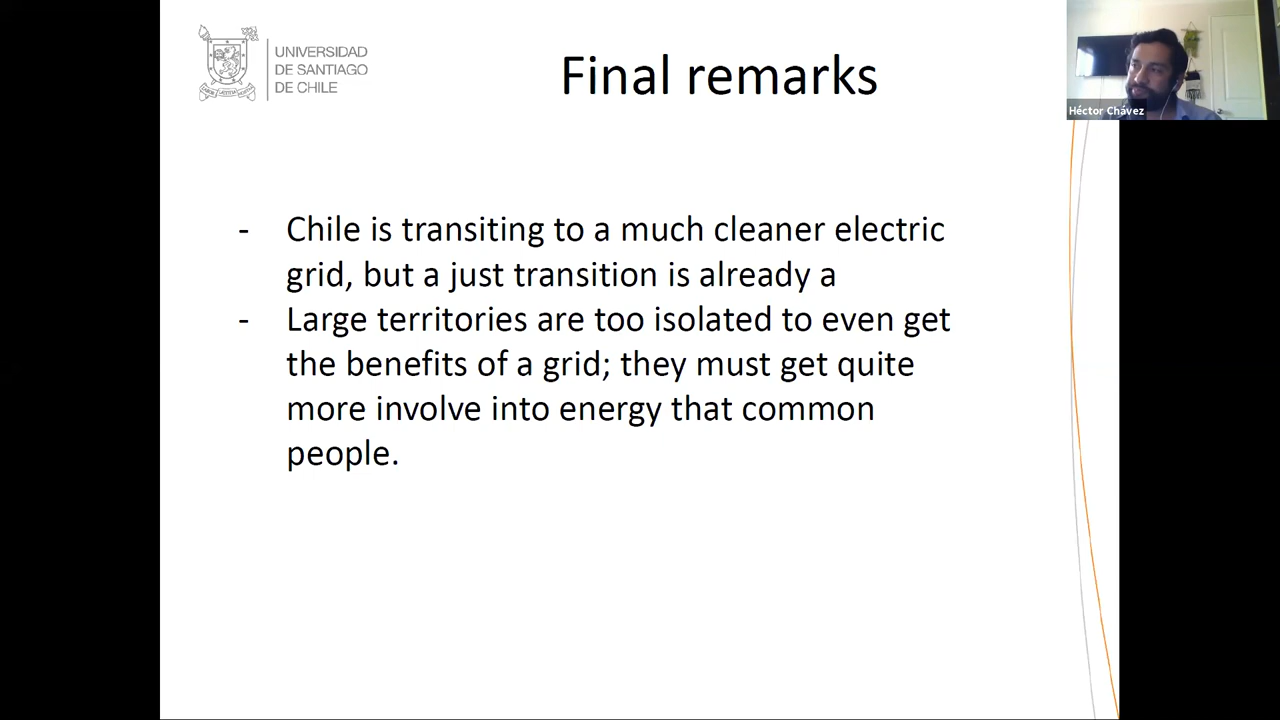 UNIVERSIDAD
DE SANTIAGO
DE CHILE
Final remarks
Héctor Chávez
- Chile is transiting to a much cleaner electric
grid, but a just transition is already a
- Large territories are too isolated to even get
the benefits of a grid; they must get quite
more involve into energy that common
people.